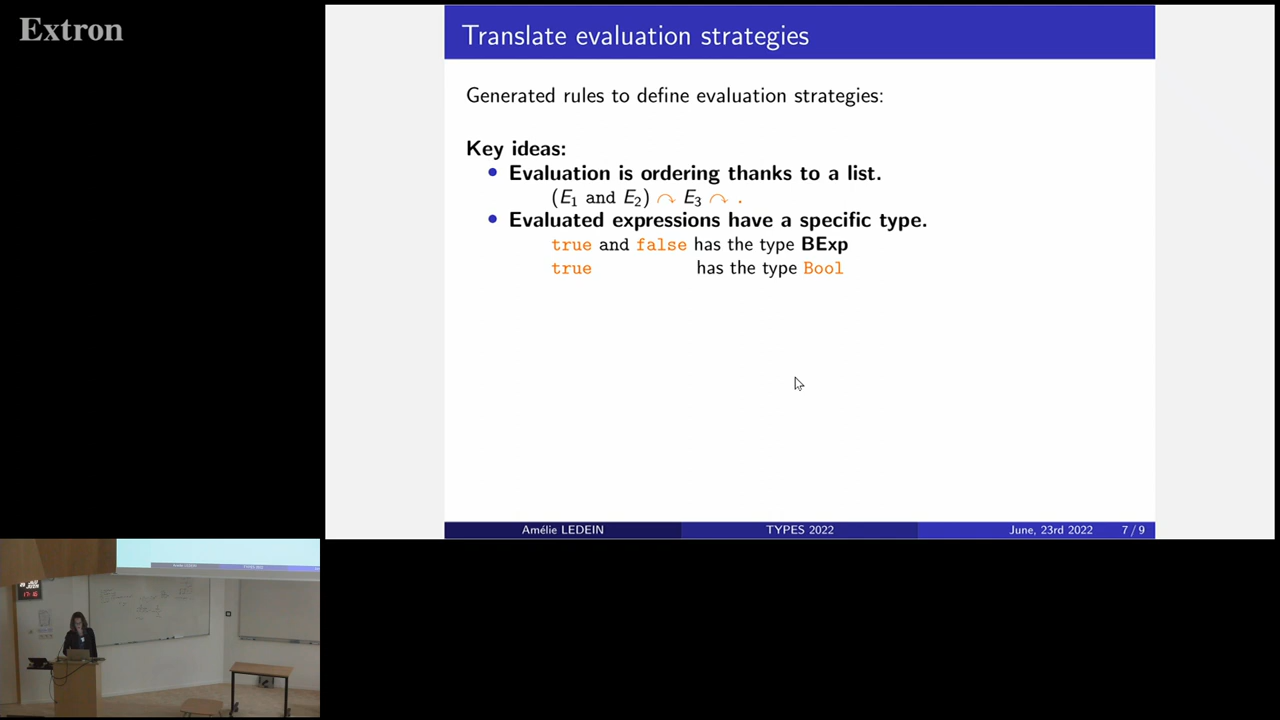 Extron
Translate evaluation strategies
Generated rules to define evaluation strategies:
Key ideas:
• Evaluation is ordering thanks to a list.
(E₁ and E₂) ↷ E₃ ↷ .
• Evaluated expressions have a specific type.
true and false has the type BExp
true has the type Bool
Amélie LEDEIN TYPES 2022 June, 23rd 2022 7 / 9